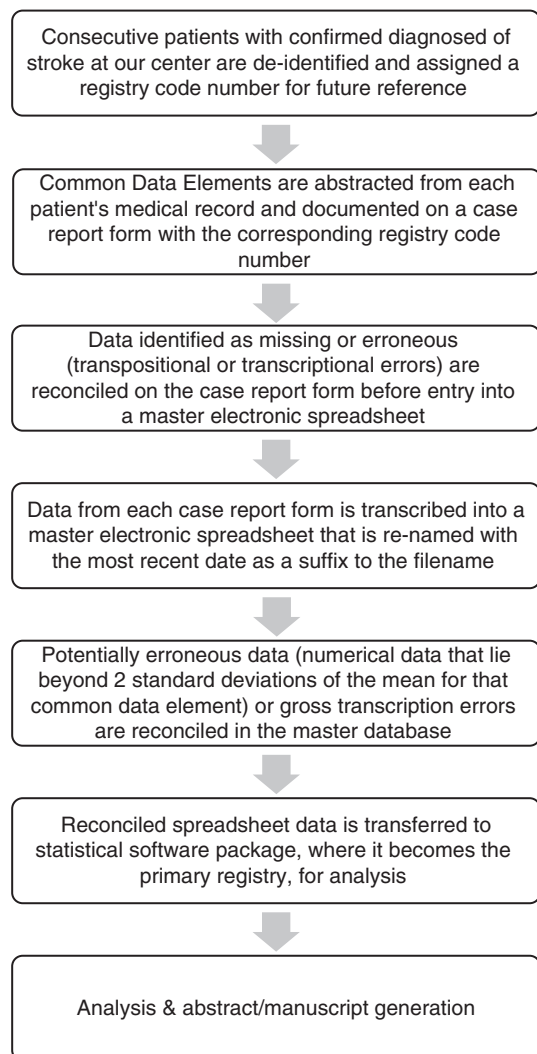 Consecutive patients with confirmed diagnosed of
stroke at our center are de-identified and assigned a
registry code number for future reference
Common Data Elements are abstracted from each
patient's medical record and documented on a case
report form with the corresponding registry code
number
Data identified as missing or erroneous
(transpositional or transcriptional errors) are
reconciled on the case report form before entry into
a master electronic spreadsheet
Data from each case report form is transcribed into a
master electronic spreadsheet that is re-named with
the most recent date as a suffix to the filename
Potentially erroneous data (numerical data that lie
beyond 2 standard deviations of the mean for that
common data element) or gross transcription errors
are reconciled in the master database
Reconciled spreadsheet data is transferred to
statistical software package, where it becomes the
primary registry, for analysis
Analysis & abstract/manuscript generation